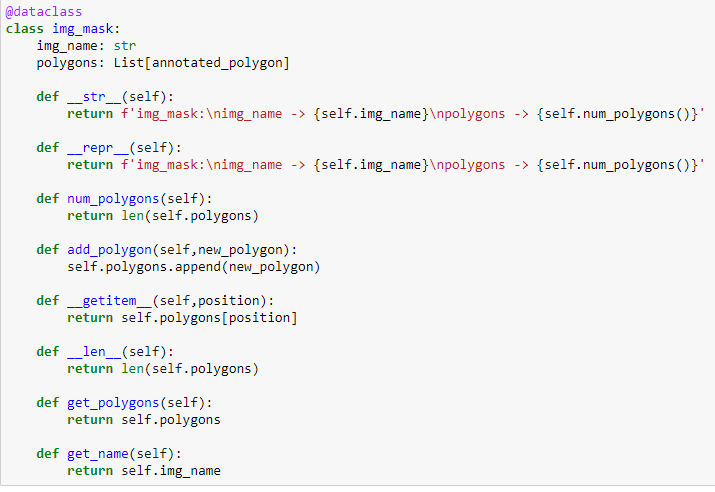 @dataclass
class img_mask:
    img_name: str
    polygons: List[annotated_polygon]

    def __str__(self):
        return f'img_mask:\nimg_name -> {self.img_name}\npolygons -> {self.num_polygons()}'

    def __repr__(self):
        return f'img_mask:\nimg_name -> {self.img_name}\npolygons -> {self.num_polygons()}'

    def num_polygons(self):
        return len(self.polygons)

    def add_polygon(self,new_polygon):
        self.polygons.append(new_polygon)

    def __getitem__(self,position):
        return self.polygons[position]

    def __len__(self):
        return len(self.polygons)

    def get_polygons(self):
        return self.polygons

    def get_name(self):
        return self.img_name